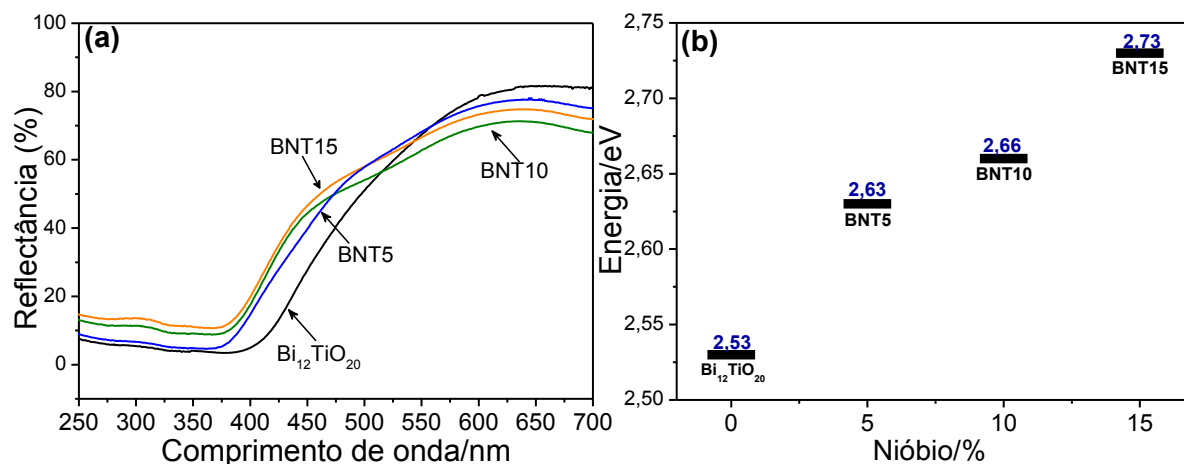 (a)
100
80
60
40
20
0
Reflectância (%)
BNT15
BNT10
BNT5
Bi₁₂TiO₂₀
250 300 350 400 450 500 550 600 650 700
Comprimento de onda/nm
(b)
2,75
2,70
2,65
2,60
2,55
2,50
Energia/eV
2,73
BNT15
2,66
BNT10
2,63
BNT5
2,53
Bi₁₂TiO₂₀
0 5 10 15
Nióbio/%